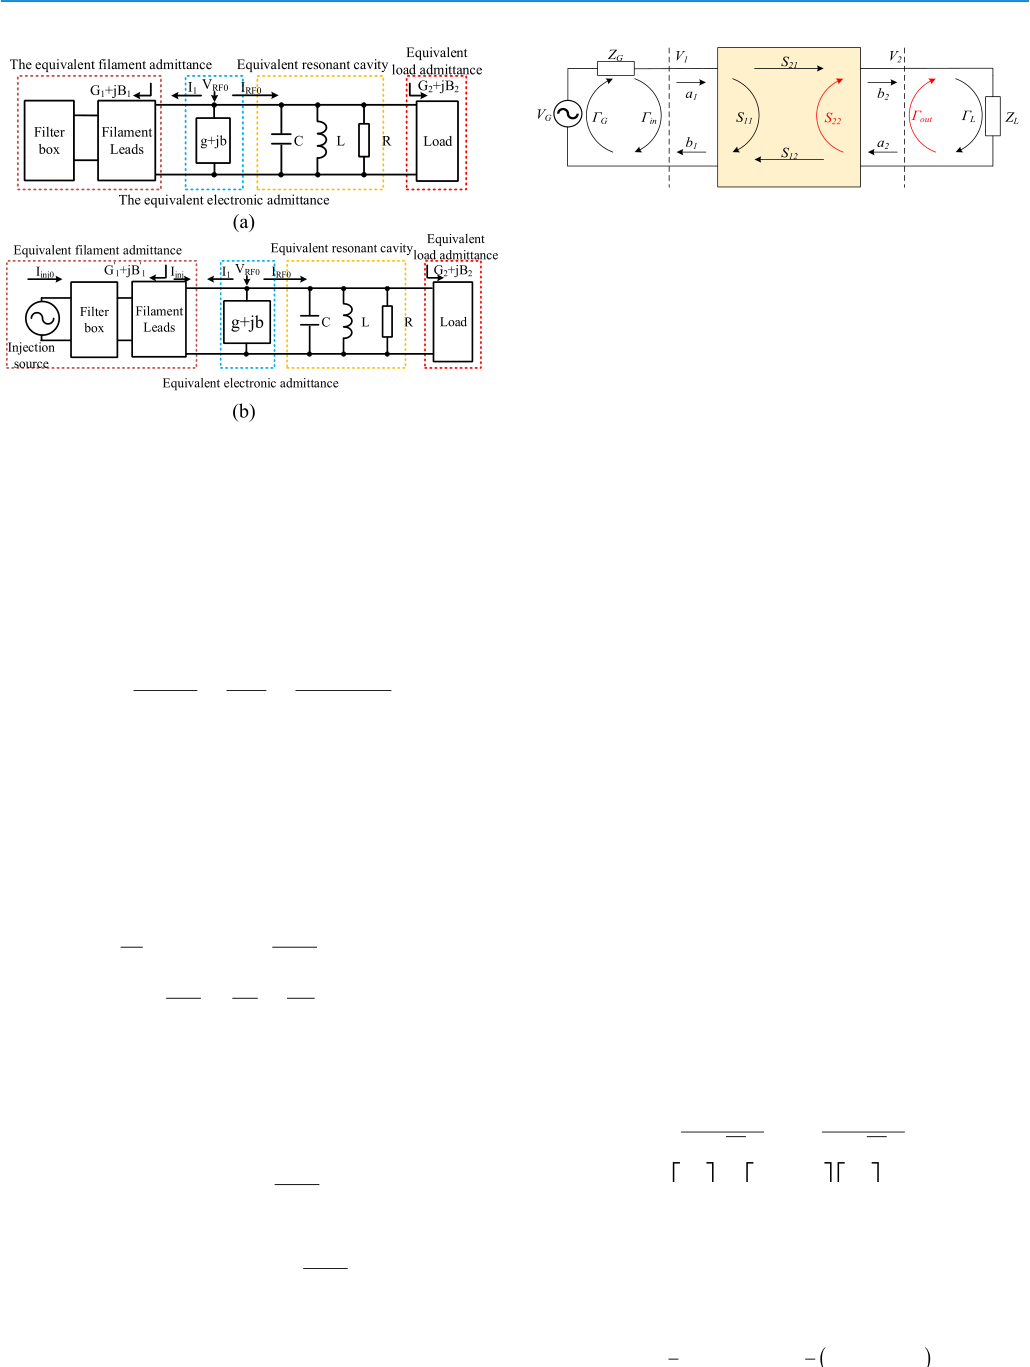 The equivalent filament admittance
Equivalent resonant cavity
Equivalent
load admittance
G1+jB1
I1
VRF0
IRF0
G2+jB2
Filter
box
Filament
Leads
g+jb
C
L
R
Load
The equivalent electronic admittance
(a)
Equivalent filament admittance
Equivalent resonant cavity
Equivalent
load admittance
Iinj0
G'1+jB'1
Iinj
I1
VRF0
IRF0
G2+jB2
Filter
box
Filament
Leads
g+jb
C
L
R
Load
Injection
source
Equivalent electronic admittance
(b)
ZG
V1
S21
V2
a1
b2
VG
ΓG
Γin
S11
S22
Γout
ΓL
ZL
b1
S12
a2